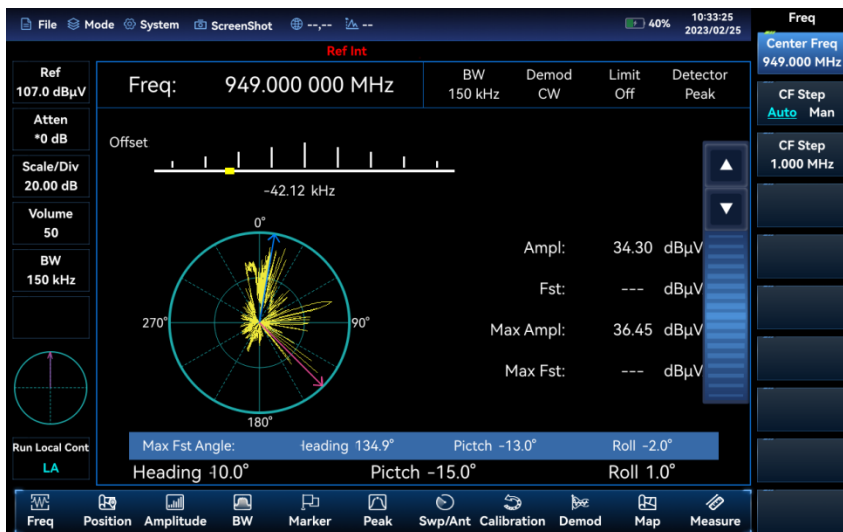 File Mode System ScreenShot --,-- -- 40% 10:33:25
2023/02/25
Freq
Ref Int
Center Freq
949.000 MHz
CF Step
Auto Man
CF Step
1.000 MHz
Ref
107.0 dBμV
Atten
*0 dB
Scale/Div
20.00 dB
Volume
50
BW
150 kHz
Run Local Cont
LA
Freq: 949.000 000 MHz
BW Demod Limit Detector
150 kHz CW Off Peak
Offset
-42.12 kHz
0°
270° 90°
180°
Ampl: 34.30 dBμV
Fst: --- dBμV
Max Ampl: 36.45 dBμV
Max Fst: --- dBμV
Max Fst Angle: Heading 134.9° Pictch -13.0° Roll -2.0°
Heading 10.0° Pictch -15.0° Roll 1.0°
Freq Position Amplitude BW Marker Peak Swp/Ant Calibration Demod Map Measure